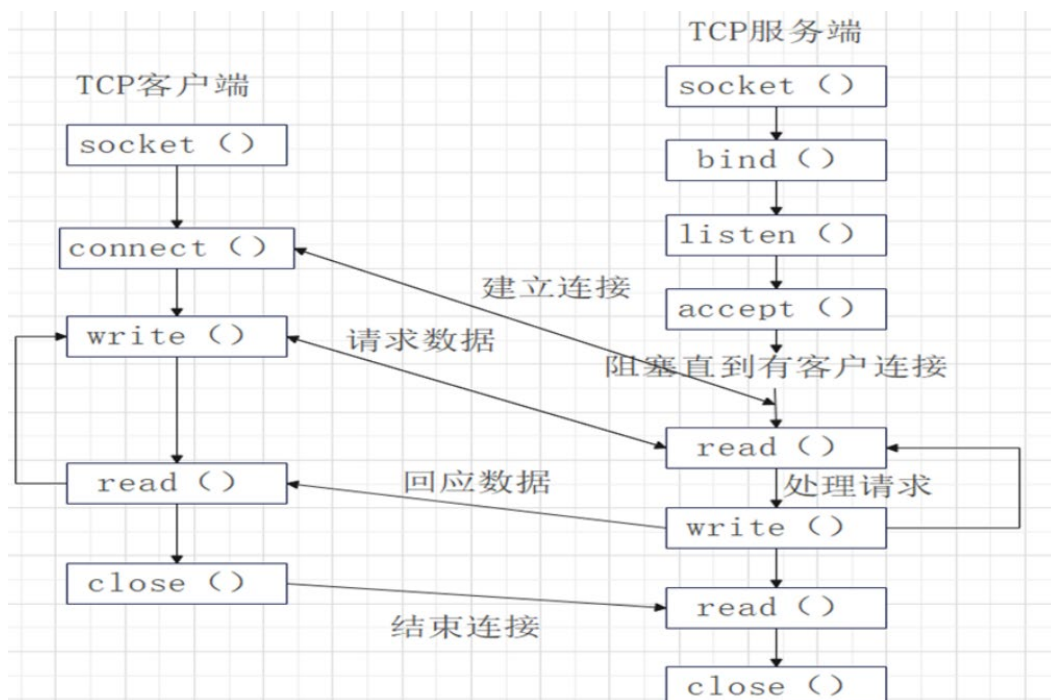 TCP服务端
TCP客户端
socket ()
socket ()
bind ()
listen ()
connect ()
建立连接
accept ()
write ()
请求数据
阻塞直到有客户连接
read ()
read ()
回应数据
处理请求
write ()
close ()
read ()
结束连接
close ()